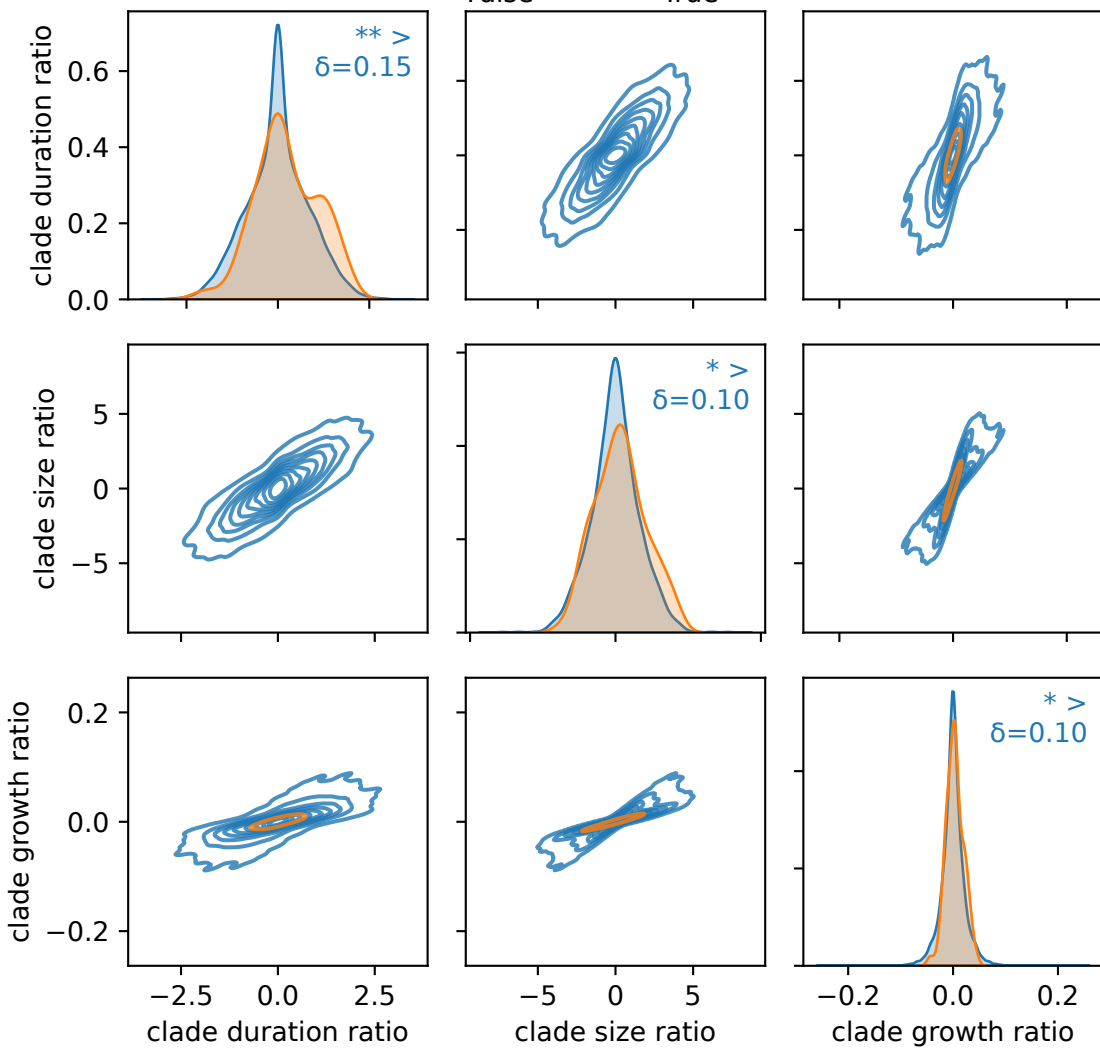 ** >
δ=0.15
clade duration ratio
0.6
0.4
0.2
0.0
* >
δ=0.10
clade size ratio
5
0
−5
* >
δ=0.10
clade growth ratio
0.2
0.0
−0.2
−2.5 0.0 2.5
−5 0 5
−0.2 0.0 0.2
clade duration ratio
clade size ratio
clade growth ratio